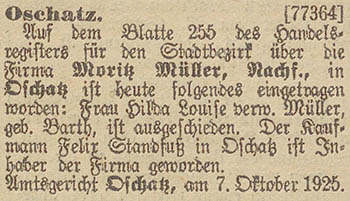 Oschatz. [77364]
Auf dem Blatte 255 des Handels-
registers für den Stadtbezirk über die
Firma Moritz Müller, Nachf., in
Oschatz ist heute folgendes eingetragen
worden: Frau Hilda Louise verw. Müller,
geb. Barth, ist ausgeschieden. Der Kauf-
mann Felix Standfuß in Oschatz ist In-
haber der Firma geworden.
Amtsgericht Oschatz, am 7. Oktober 1925.